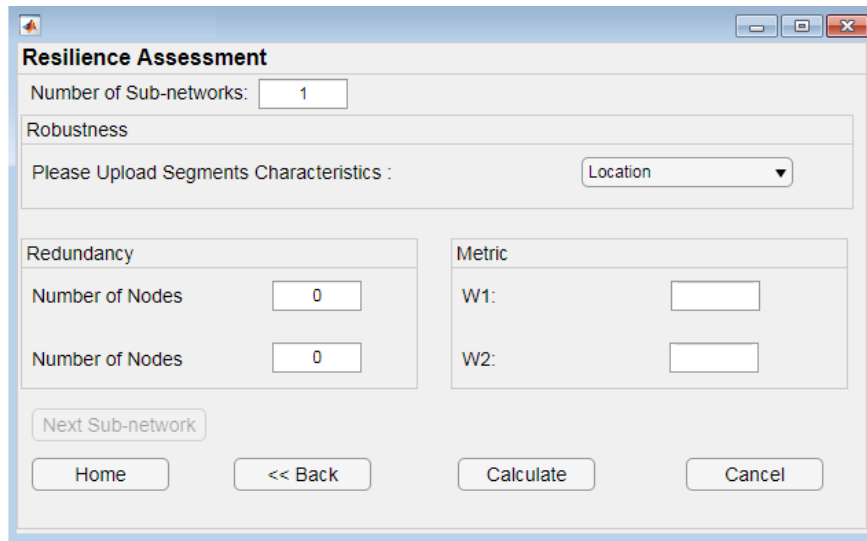 Resilience Assessment
Number of Sub-networks: 1
Robustness
Please Upload Segments Characteristics : Location
Redundancy
Number of Nodes 0
Number of Nodes 0
Metric
W1:
W2:
Next Sub-network
Home << Back Calculate Cancel